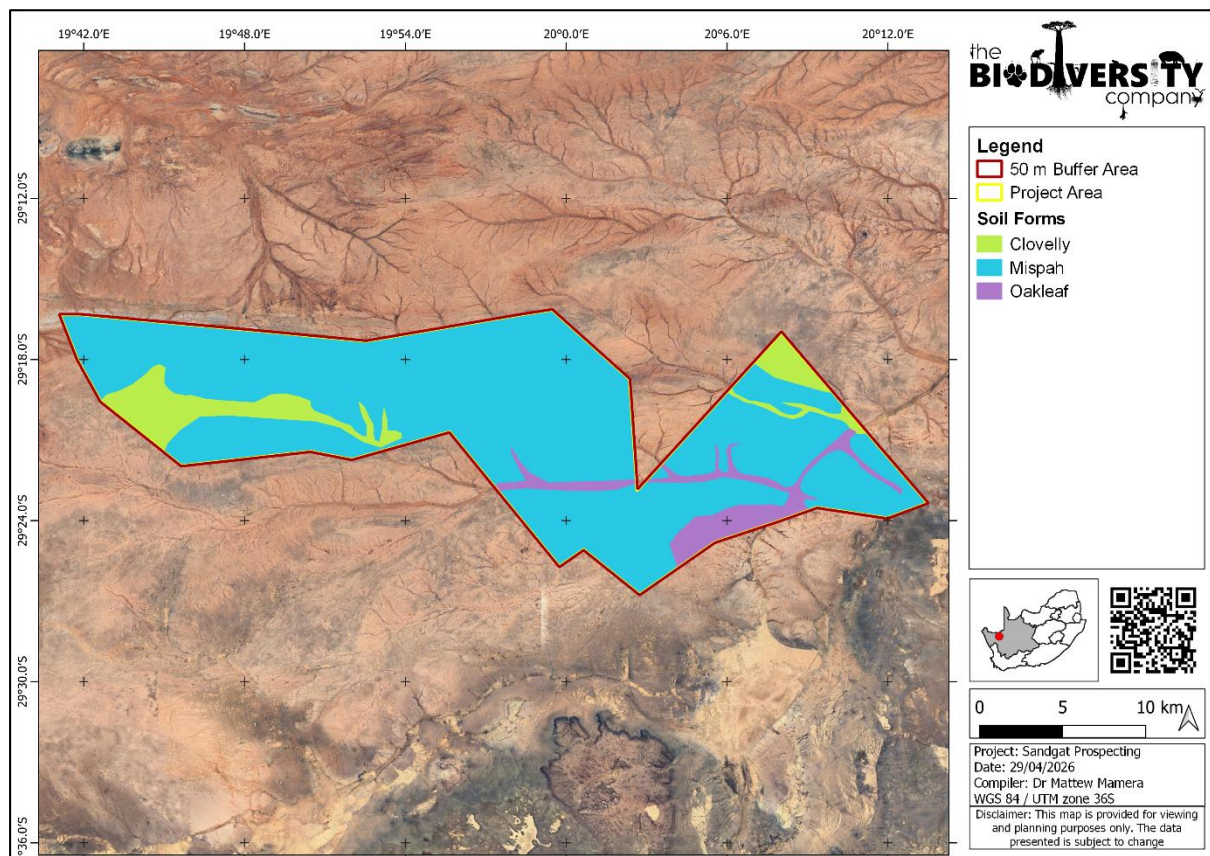 19°42.0'E 19°48.0'E 19°54.0'E 20°0.0'E 20°6.0'E 20°12.0'E
29°12.0'S
29°18.0'S
29°24.0'S
29°30.0'S
29°36.0'S
the
BIODIVERSITY
company
Legend
50 m Buffer Area
Project Area
Soil Forms
Clovelly
Mispah
Oakleaf
0 5 10 km
Project: Sandgat Prospecting
Date: 29/04/2026
Compiler: Dr Mattew Mamera
WGS 84 / UTM zone 36S
Disclaimer: This map is provided for viewing
and planning purposes only. The data
presented is subject to change